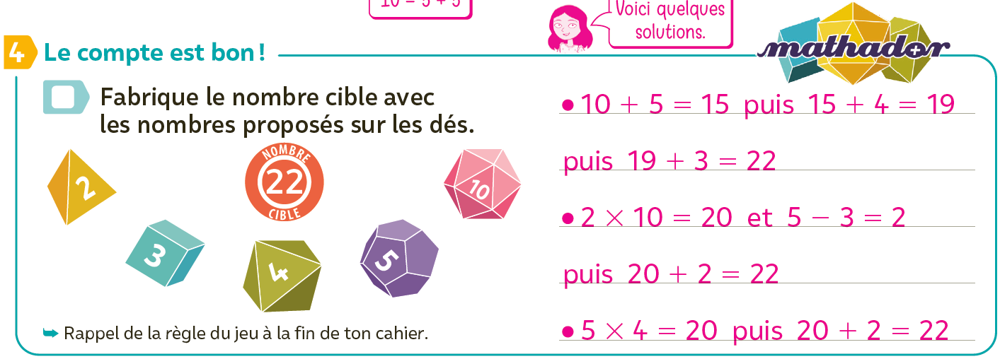 10 = 5 + 5
Voici quelques
solutions.
4 Le compte est bon !
mathador
Fabrique le nombre cible avec
les nombres proposés sur les dés.
2
NOMBRE
22
CIBLE
10
3
4
5
➥ Rappel de la règle du jeu à la fin de ton cahier.
• 10 + 5 = 15 puis 15 + 4 = 19
puis 19 + 3 = 22
• 2 × 10 = 20 et 5 − 3 = 2
puis 20 + 2 = 22
• 5 × 4 = 20 puis 20 + 2 = 22